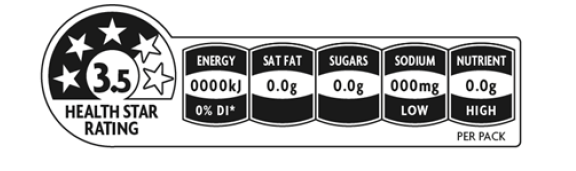 3.5
HEALTH STAR
RATING
ENERGY
0000kJ
0% DI*
SAT FAT
0.0g
SUGARS
0.0g
SODIUM
000mg
LOW
NUTRIENT
0.0g
HIGH
PER PACK